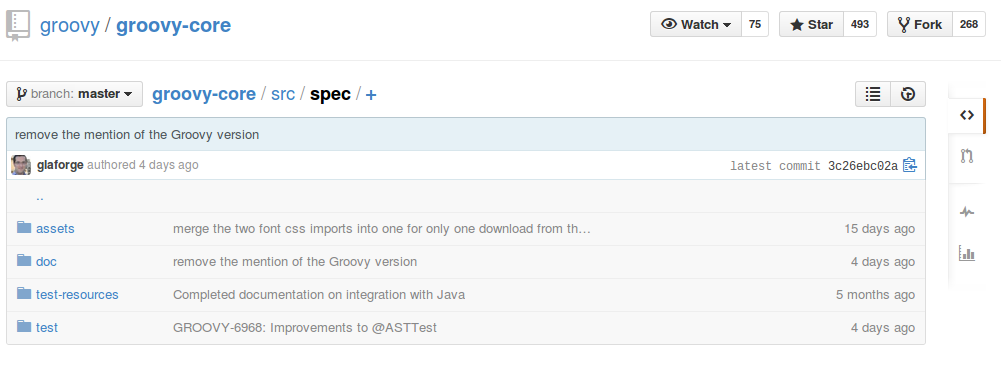 groovy / groovy-core
Watch 75 Star 493 Fork 268
branch: master groovy-core / src / spec / +
remove the mention of the Groovy version
glaforge authored 4 days ago latest commit 3c26ebc02a
..
assets merge the two font css imports into one for only one download from th… 15 days ago
doc remove the mention of the Groovy version 4 days ago
test-resources Completed documentation on integration with Java 5 months ago
test GROOVY-6968: Improvements to @ASTTest 4 days ago